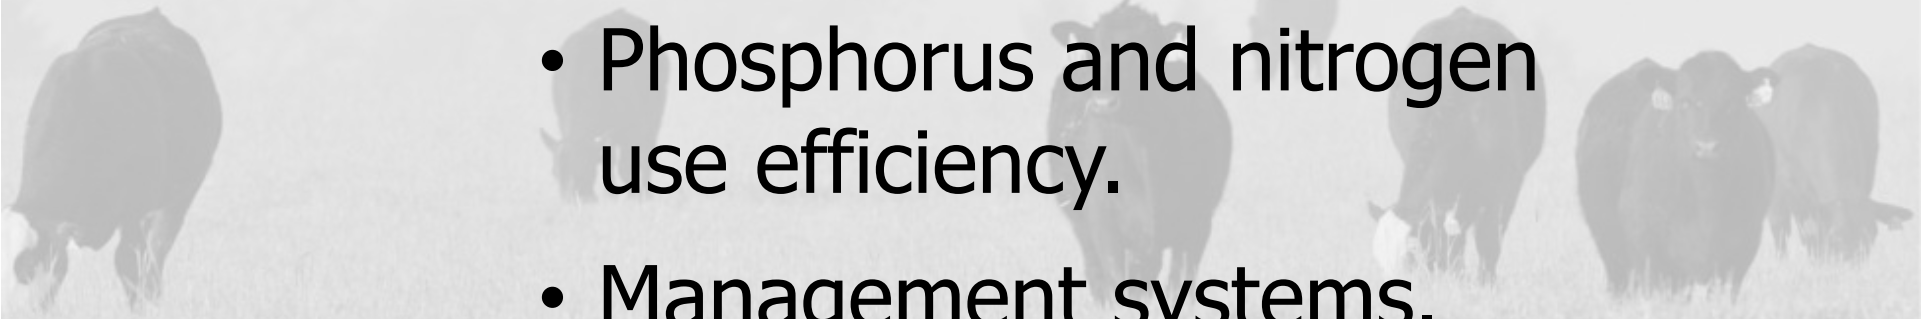 • Phosphorus and nitrogen
use efficiency.
• Management systems.